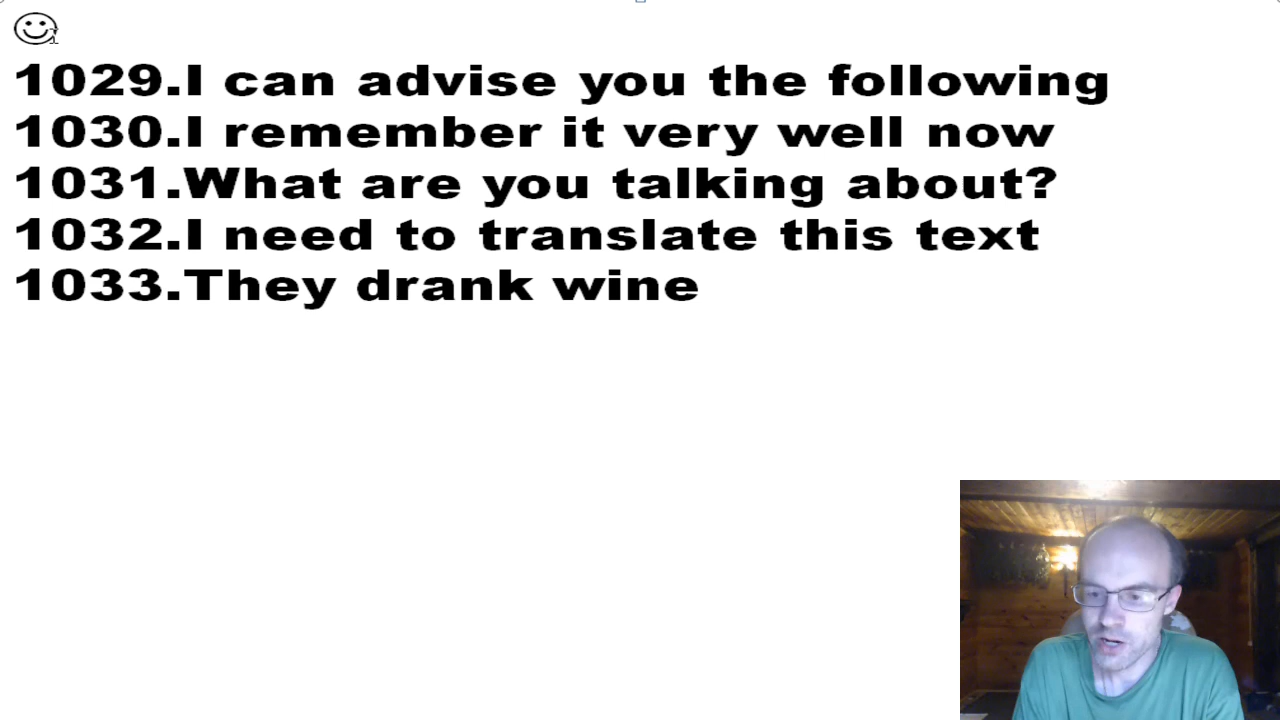 1029.I can advise you the following
1030.I remember it very well now
1031.What are you talking about?
1032.I need to translate this text
1033.They drank wine